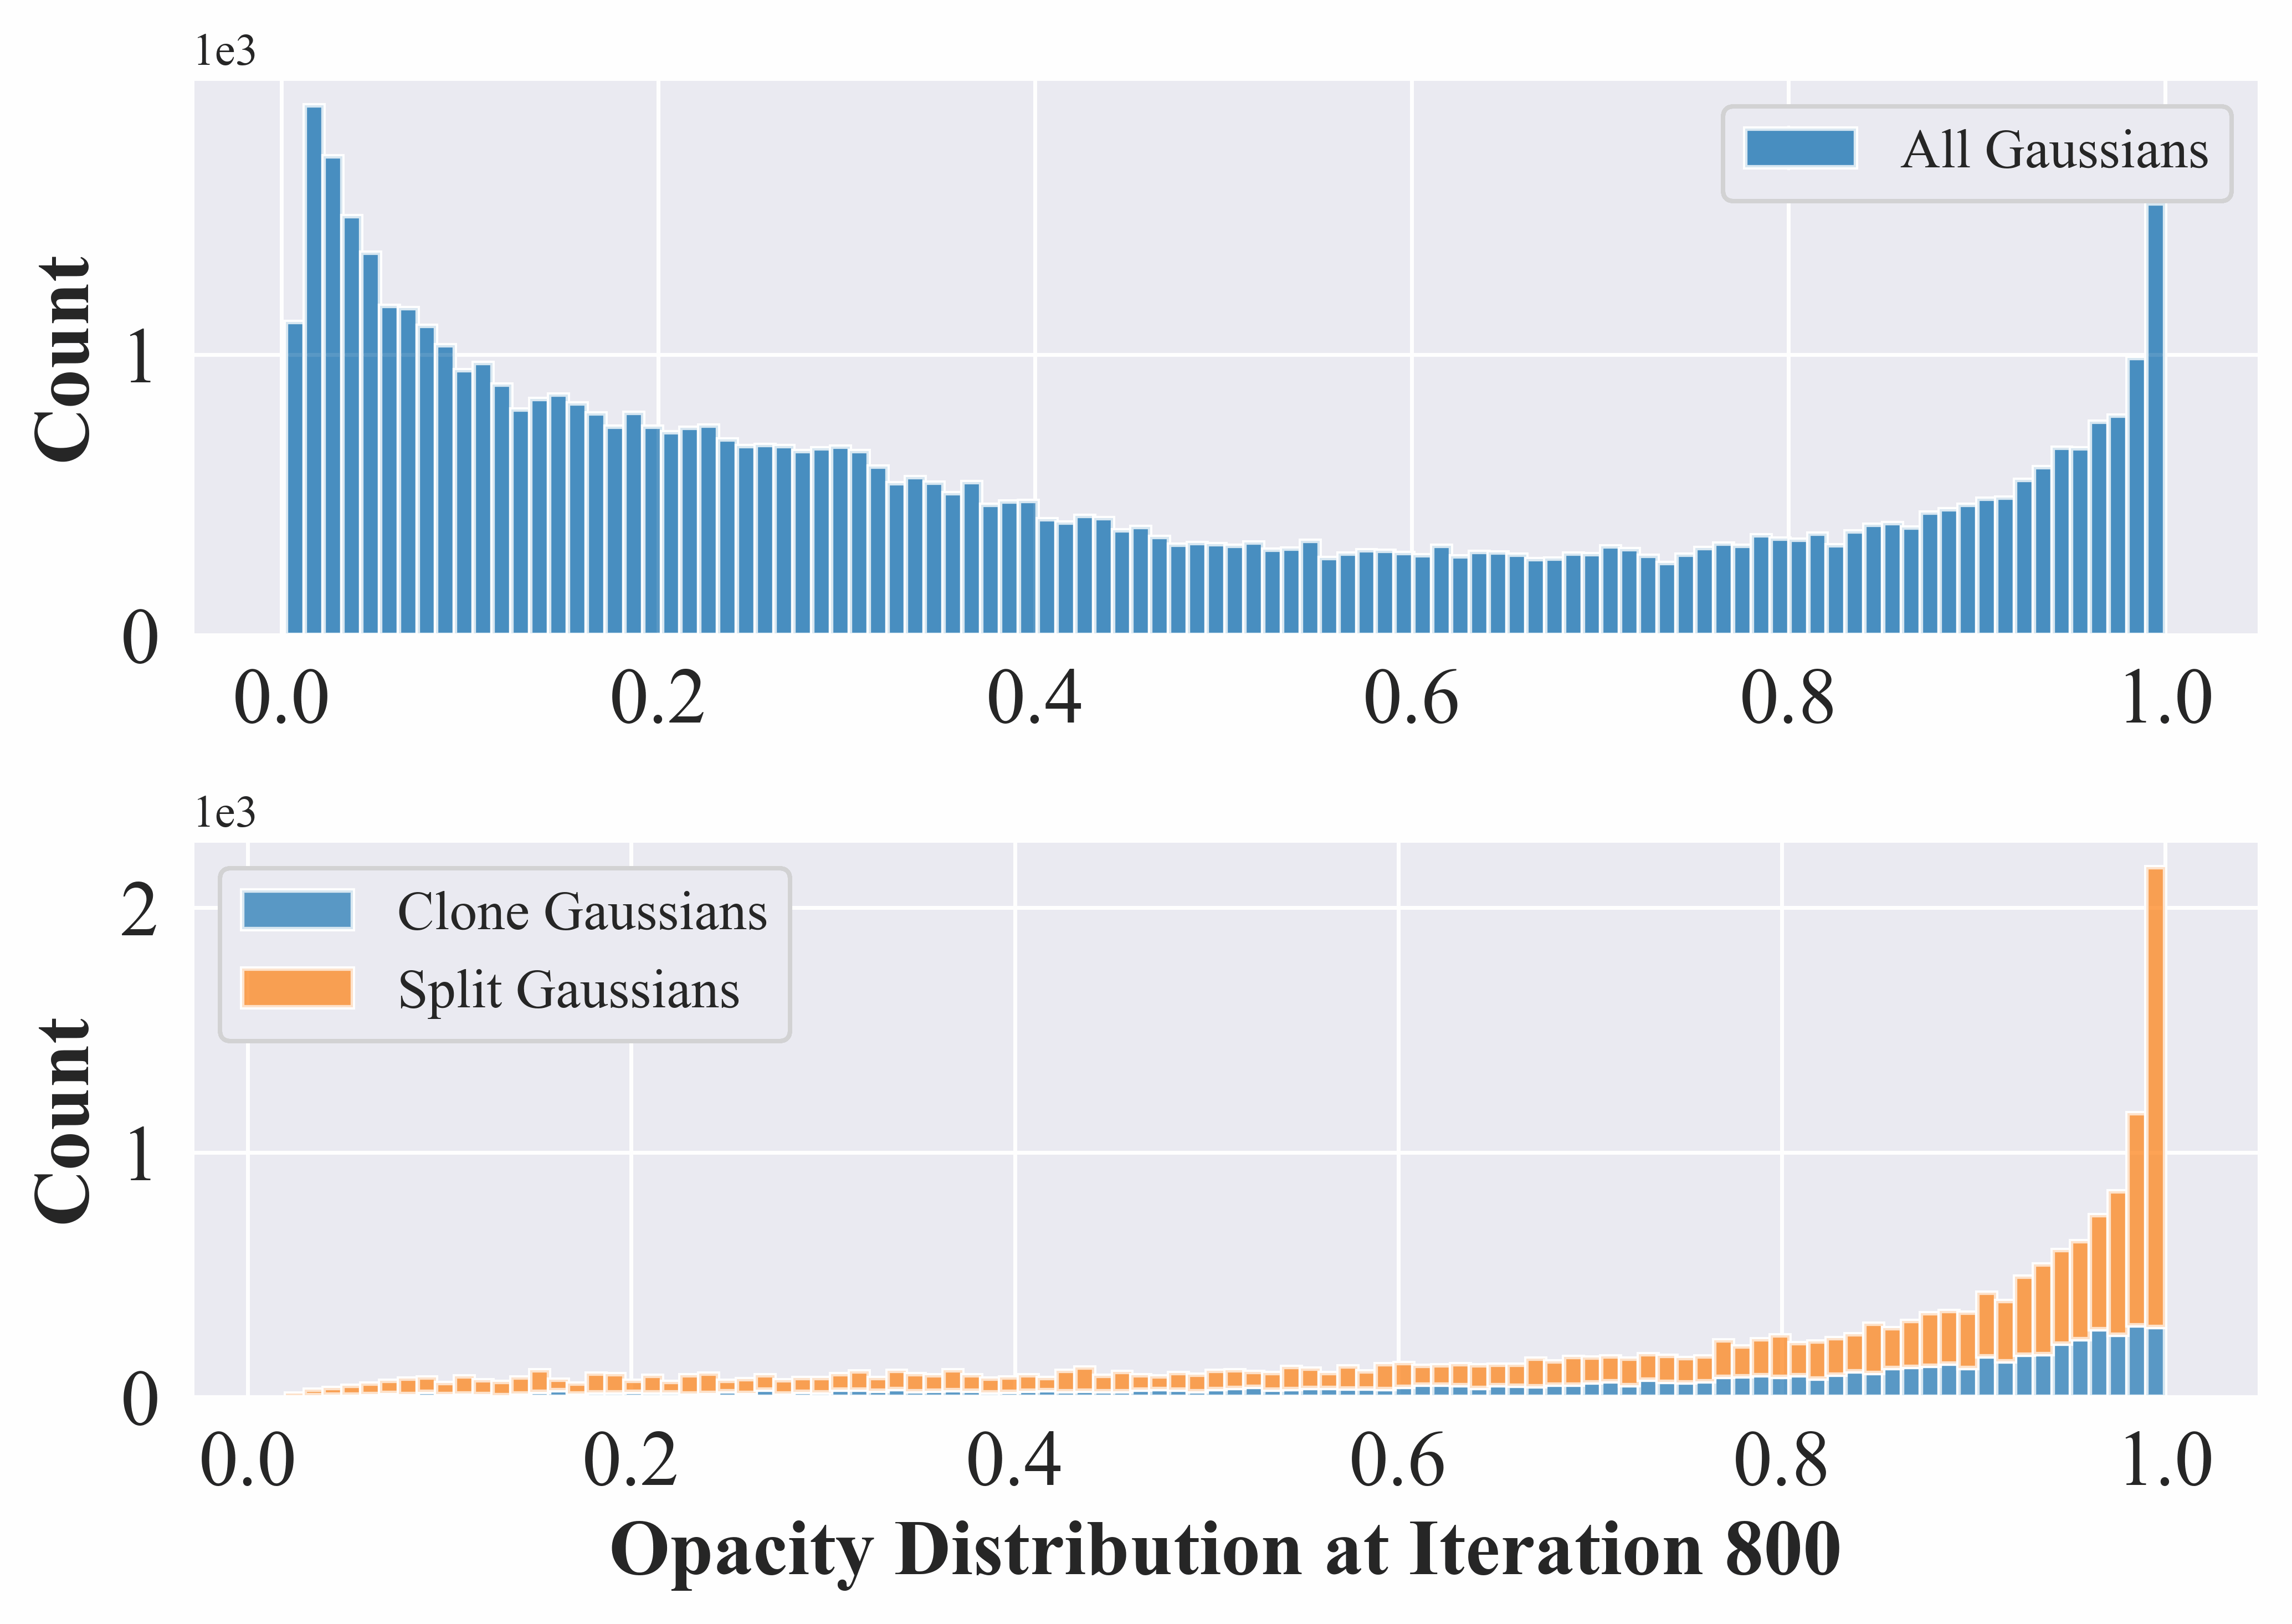 1e3
All Gaussians
Count
1
0
0.0 0.2 0.4 0.6 0.8 1.0
1e3
Clone Gaussians
Split Gaussians
Count
2
1
0
0.0 0.2 0.4 0.6 0.8 1.0
Opacity Distribution at Iteration 800